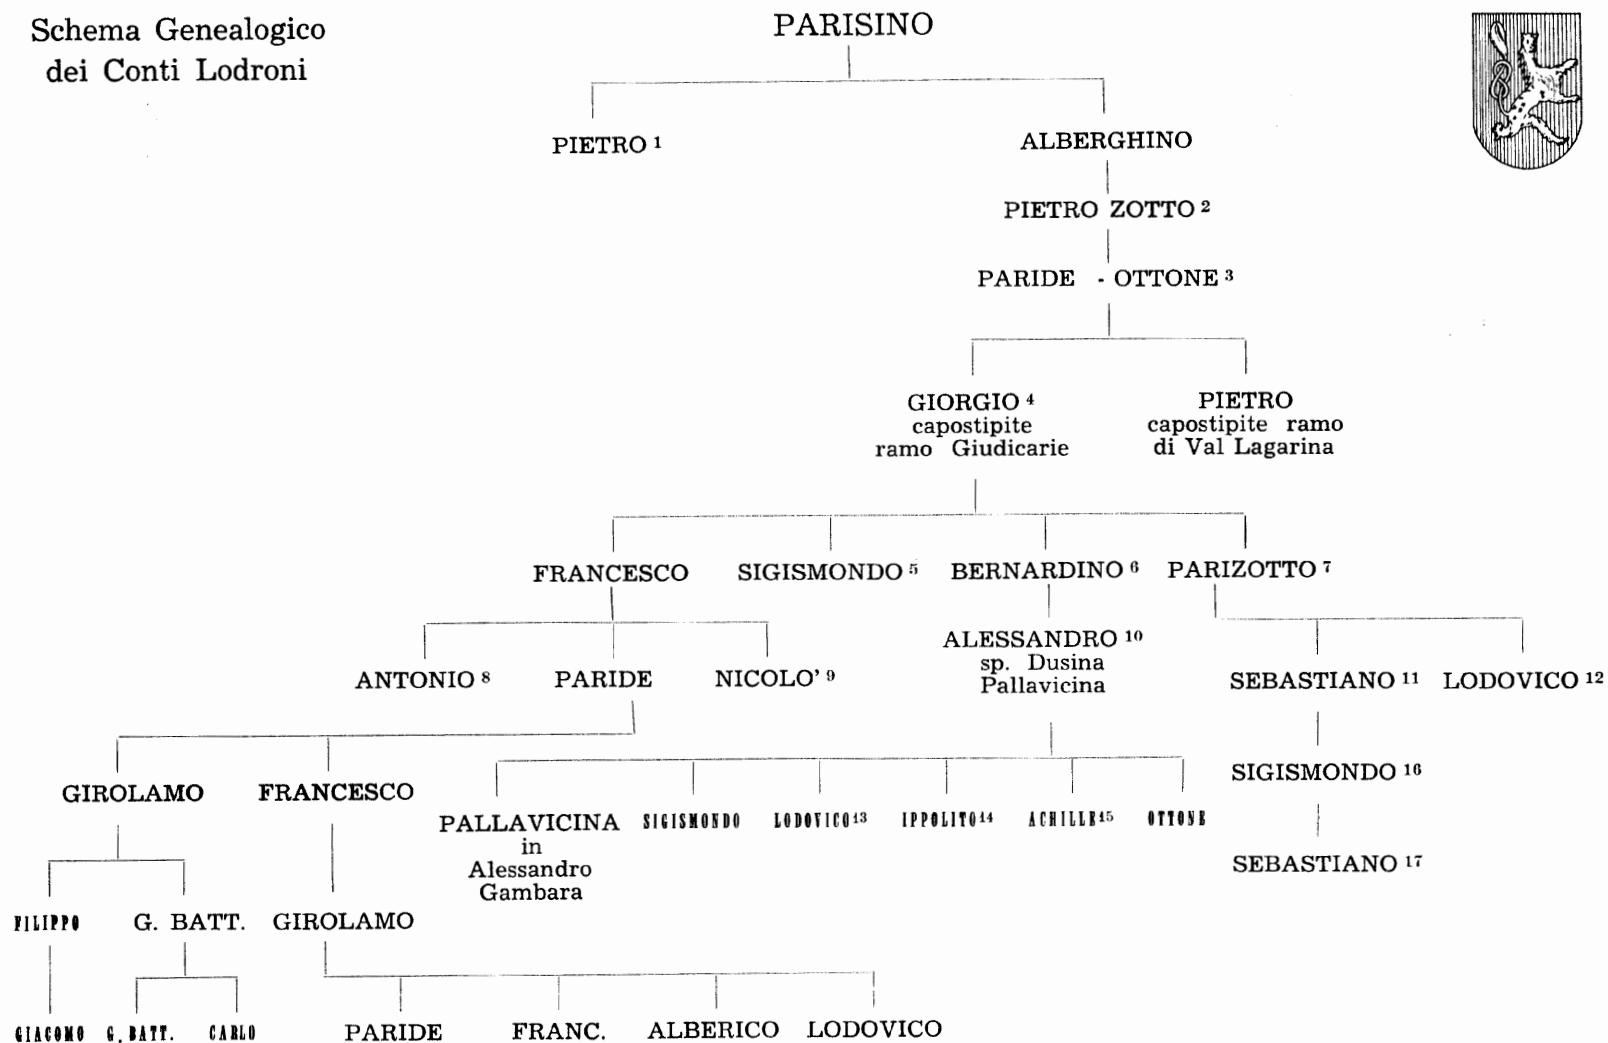 Schema Genealogico
dei Conti Lodroni
PARISINO
PIETRO 1
ALBERGHINO
PIETRO ZOTTO 2
PARIDE - OTTONE 3
GIORGIO 4
capostipite
ramo Giudicarie
PIETRO
capostipite ramo
di Val Lagarina
FRANCESCO
SIGISMONDO 5
BERNARDINO 6
PARIZOTTO 7
ANTONIO 8
PARIDE
NICOLO' 9
ALESSANDRO 10
sp. Dusina
Pallavicina
SEBASTIANO 11
LODOVICO 12
GIROLAMO
FRANCESCO
PALLAVICINA
in
Alessandro
Gambara
SIGISMONDO
LODOVICO 13
IPPOLITO 14
ACHILLE 15
OTTONE
SIGISMONDO 16
SEBASTIANO 17
FILIPPO
G. BATT.
GIROLAMO
GIACOMO
G. BATT.
CARLO
PARIDE
FRANC.
ALBERICO
LODOVICO